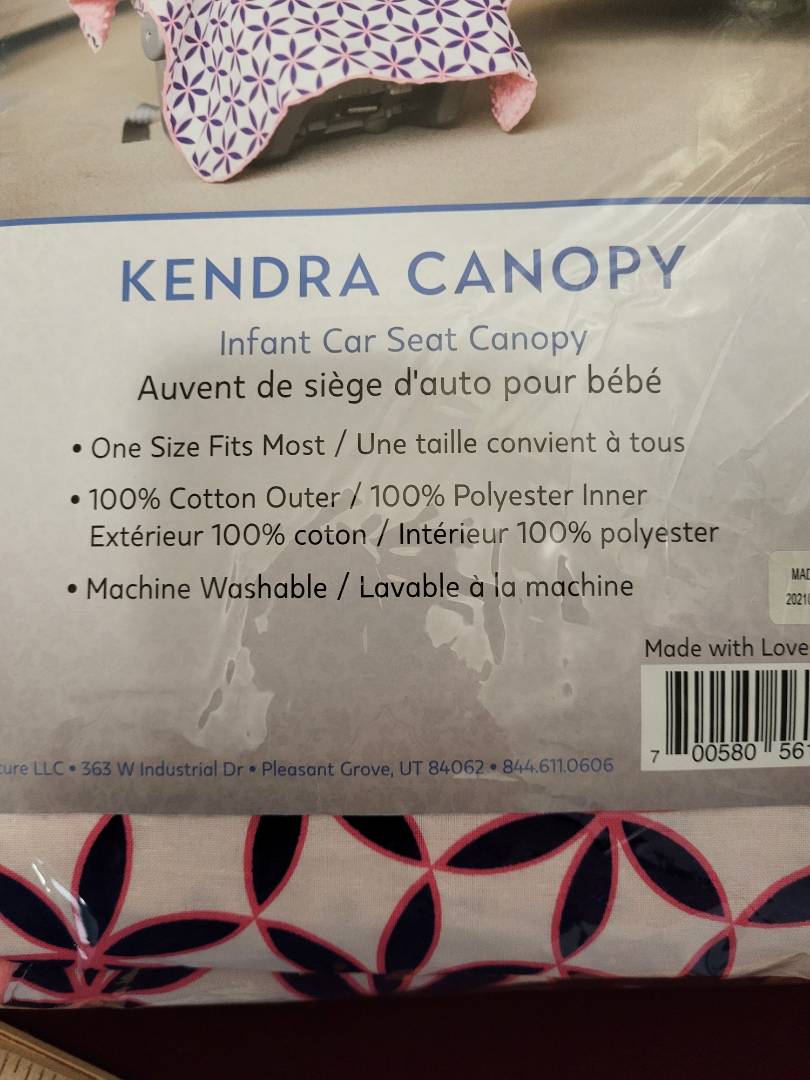 KENDRA CANOPY
Infant Car Seat Canopy
Auvent de siège d'auto pour bébé
• One Size Fits Most / Une taille convient à tous
• 100% Cotton Outer / 100% Polyester Inner
Extérieur 100% coton / Intérieur 100% polyester
• Machine Washable / Lavable à la machine
Made with Love
7 00580 561
LLC • 363 W Industrial Dr • Pleasant Grove, UT 84062 • 844.611.0606